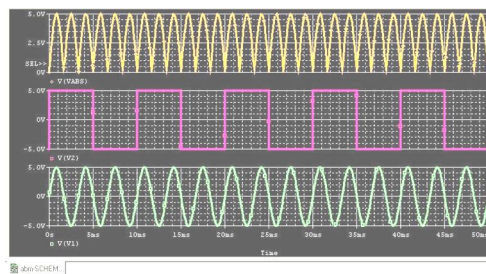 5.0V
2.5V
SEL>>
0V
V(VABS)
5.0V
0V
-5.0V
V(V2)
5.0V
0V
-5.0V
0s 5ms 10ms 15ms 20ms 25ms 30ms 35ms 40ms 45ms 50ms
V(V1)
Time
abm SCHEM...